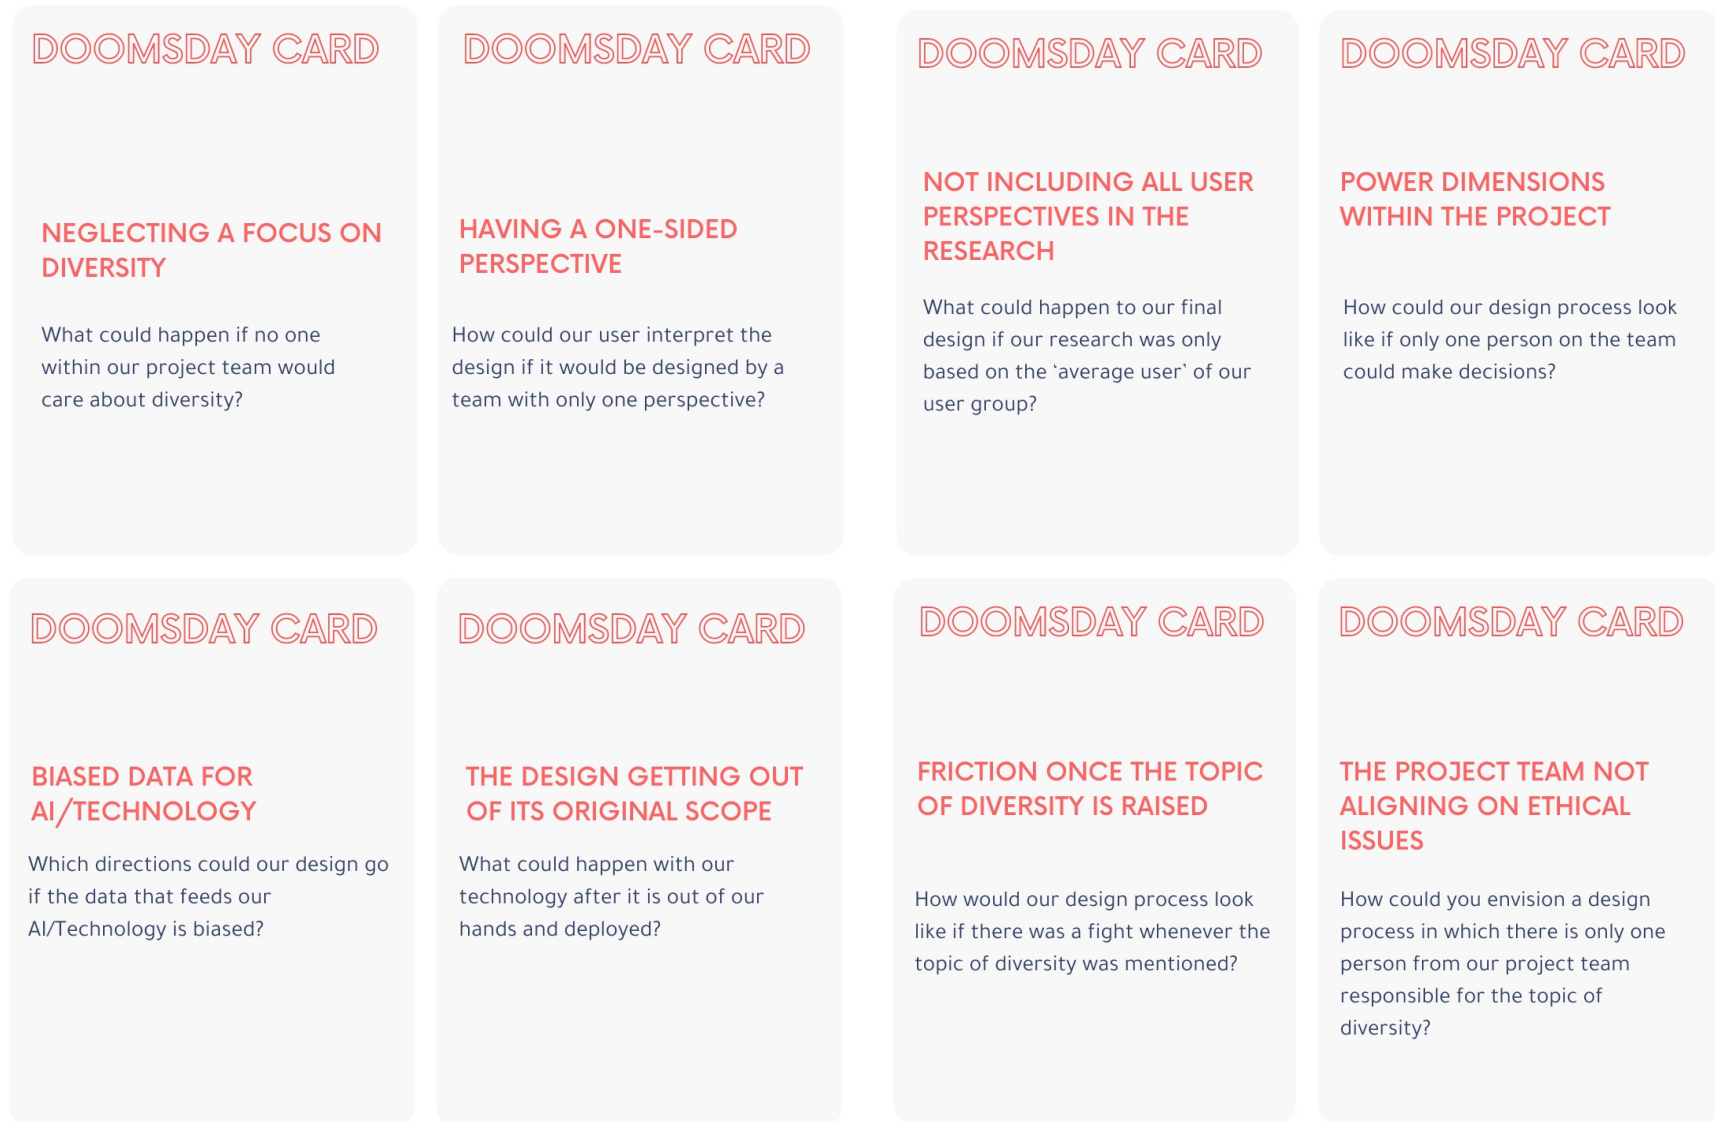 DOOMSDAY CARD
NEGLECTING A FOCUS ON
DIVERSITY
What could happen if no one
within our project team would
care about diversity?
DOOMSDAY CARD
HAVING A ONE-SIDED
PERSPECTIVE
How could our user interpret the
design if it would be designed by a
team with only one perspective?
DOOMSDAY CARD
NOT INCLUDING ALL USER
PERSPECTIVES IN THE
RESEARCH
What could happen to our final
design if our research was only
based on the ‘average user’ of our
user group?
DOOMSDAY CARD
POWER DIMENSIONS
WITHIN THE PROJECT
How could our design process look
like if only one person on the team
could make decisions?
DOOMSDAY CARD
BIASED DATA FOR
AI/TECHNOLOGY
Which directions could our design go
if the data that feeds our
AI/Technology is biased?
DOOMSDAY CARD
THE DESIGN GETTING OUT
OF ITS ORIGINAL SCOPE
What could happen with our
technology after it is out of our
hands and deployed?
DOOMSDAY CARD
FRICTION ONCE THE TOPIC
OF DIVERSITY IS RAISED
How would our design process look
like if there was a fight whenever the
topic of diversity was mentioned?
DOOMSDAY CARD
THE PROJECT TEAM NOT
ALIGNING ON ETHICAL
ISSUES
How could you envision a design
process in which there is only one
person from our project team
responsible for the topic of
diversity?